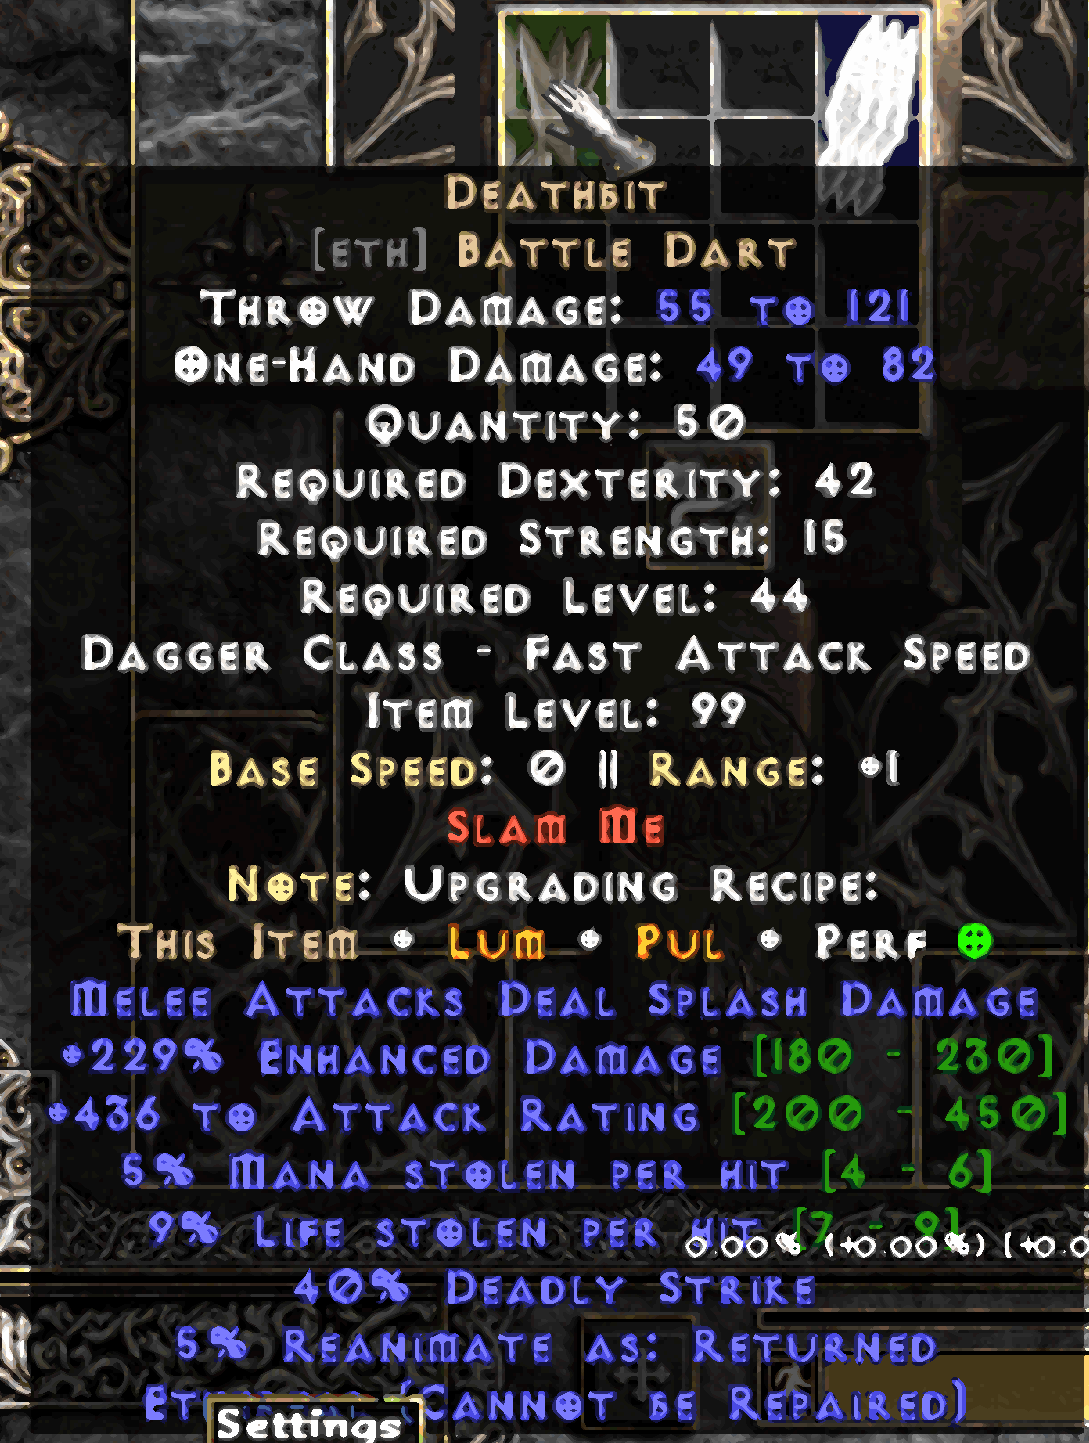 Deathbit
[eth] Battle Dart
Throw Damage: 55 to 121
One-Hand Damage: 49 to 82
Quantity: 50
Required Dexterity: 42
Required Strength: 15
Required Level: 44
Dagger Class - Fast Attack Speed
Item Level: 99
Base Speed: 0 || Range: +1
Slam Me
Note: Upgrading Recipe:
This Item + Lum + Pul + Perf ⊕
Melee Attacks Deal Splash Damage
+229% Enhanced Damage [180 - 230]
+436 to Attack Rating [200 - 450]
5% Mana stolen per hit [4 - 6]
9% Life stolen per hit [7 - 9]
0.00% (+0.00%) (+0.0
40% Deadly Strike
5% Reanimate as: Returned
(Cannot be Repaired)
Settings